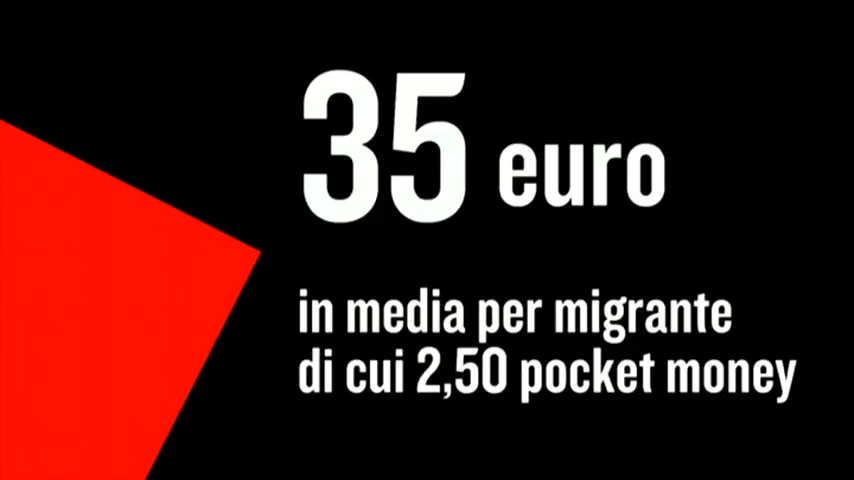 35 euro
in media per migrante
di cui 2,50 pocket money